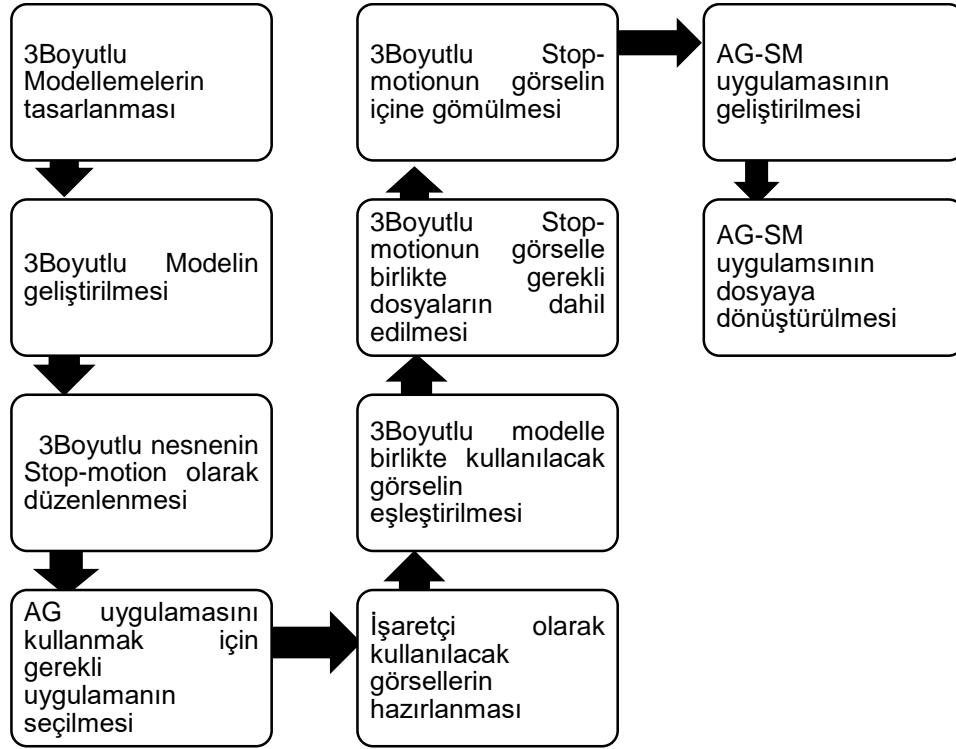 3Boyutlu
Modellemelerin
tasarlanması
3Boyutlu Modelin
geliştirilmesi
3Boyutlu nesnenin
Stop-motion olarak
düzenlenmesi
AG uygulamasını
kullanmak için
gerekli
uygulamanın
seçilmesi
İşaretçi olarak
kullanılacak
görsellerin
hazırlanması
3Boyutlu modelle
birlikte kullanılacak
görselin
eşleştirilmesi
3Boyutlu Stop-
motionun görselle
birlikte gerekli
dosyaların dahil
edilmesi
3Boyutlu Stop-
motionun görselin
içine gömülmesi
AG-SM
uygulamasının
geliştirilmesi
AG-SM
uygulamsının
dosyaya
dönüştürülmesi